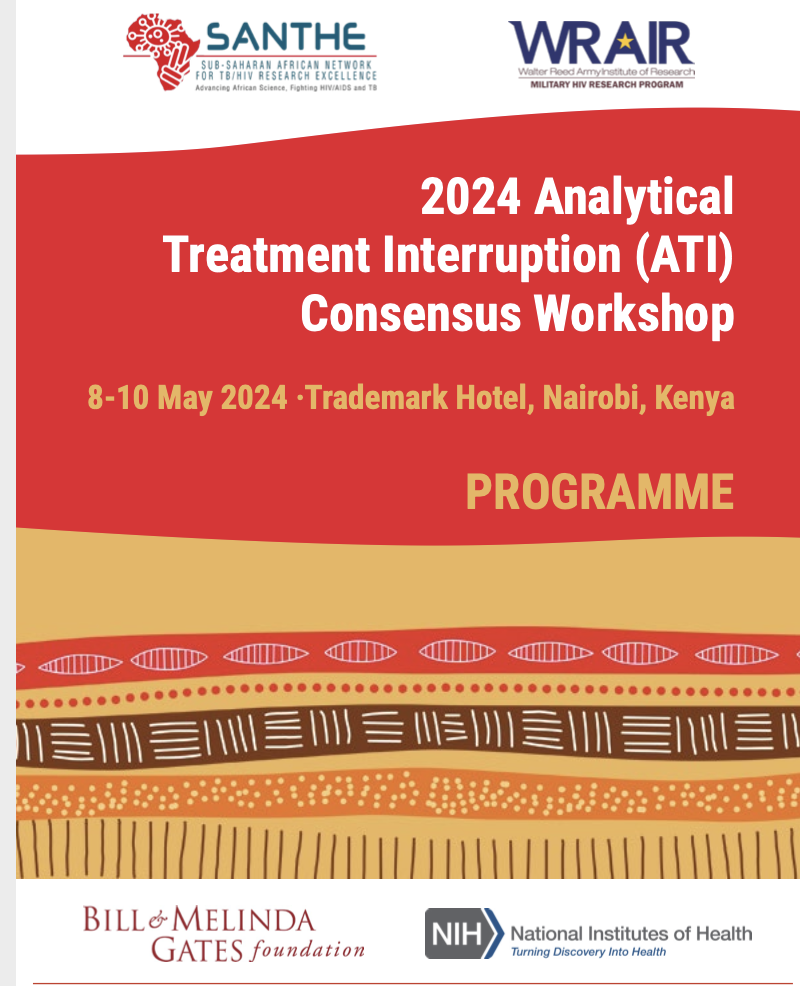 SANTHE
SUB-SAHARAN AFRICAN NETWORK
FOR TB/HIV RESEARCH EXCELLENCE
Advancing African Science, Fighting HIV/AIDS and TB
WRAIR
Walter Reed Army Institute of Research
MILITARY HIV RESEARCH PROGRAM
2024 Analytical
Treatment Interruption (ATI)
Consensus Workshop
8-10 May 2024 ·Trademark Hotel, Nairobi, Kenya
PROGRAMME
BILL & MELINDA
GATES foundation
NIH
National Institutes of Health
Turning Discovery Into Health